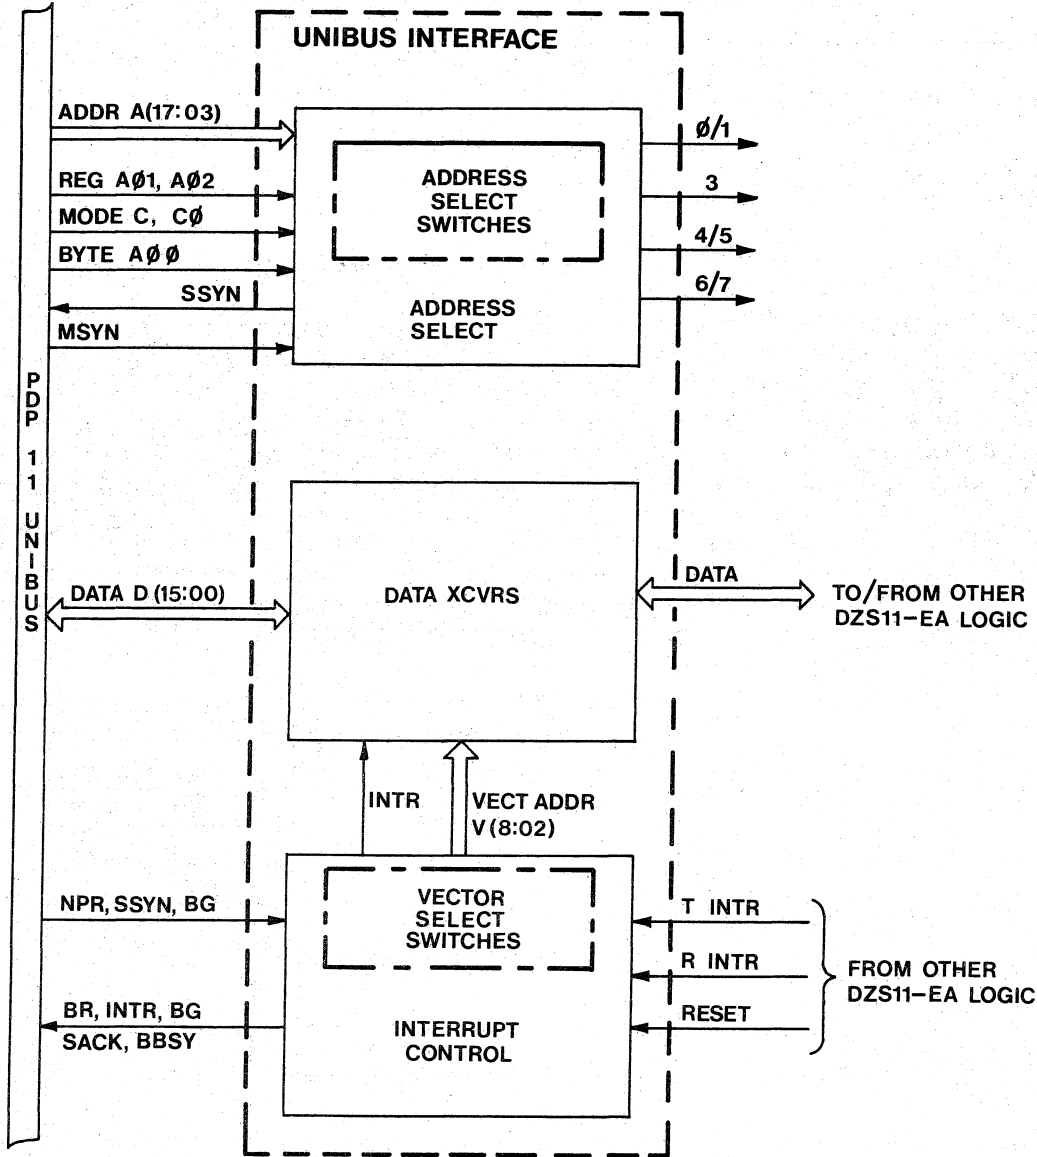 UNIBUS INTERFACE
ADDR A(17:03)
REG AØ1, AØ2
MODE C, CØ
BYTE AØØ
SSYN
MSYN
ADDRESS
SELECT
SWITCHES
ADDRESS
SELECT
Ø/1
3
4/5
6/7
PDP 11 UNIBUS
DATA D (15:00)
DATA XCVRS
DATA
TO/FROM OTHER
DZS11-EA LOGIC
INTR
VECT ADDR
V (8:02)
NPR, SSYN, BG
BR, INTR, BG
SACK, BBSY
VECTOR
SELECT
SWITCHES
INTERRUPT
CONTROL
T INTR
R INTR
RESET
FROM OTHER
DZS11-EA LOGIC